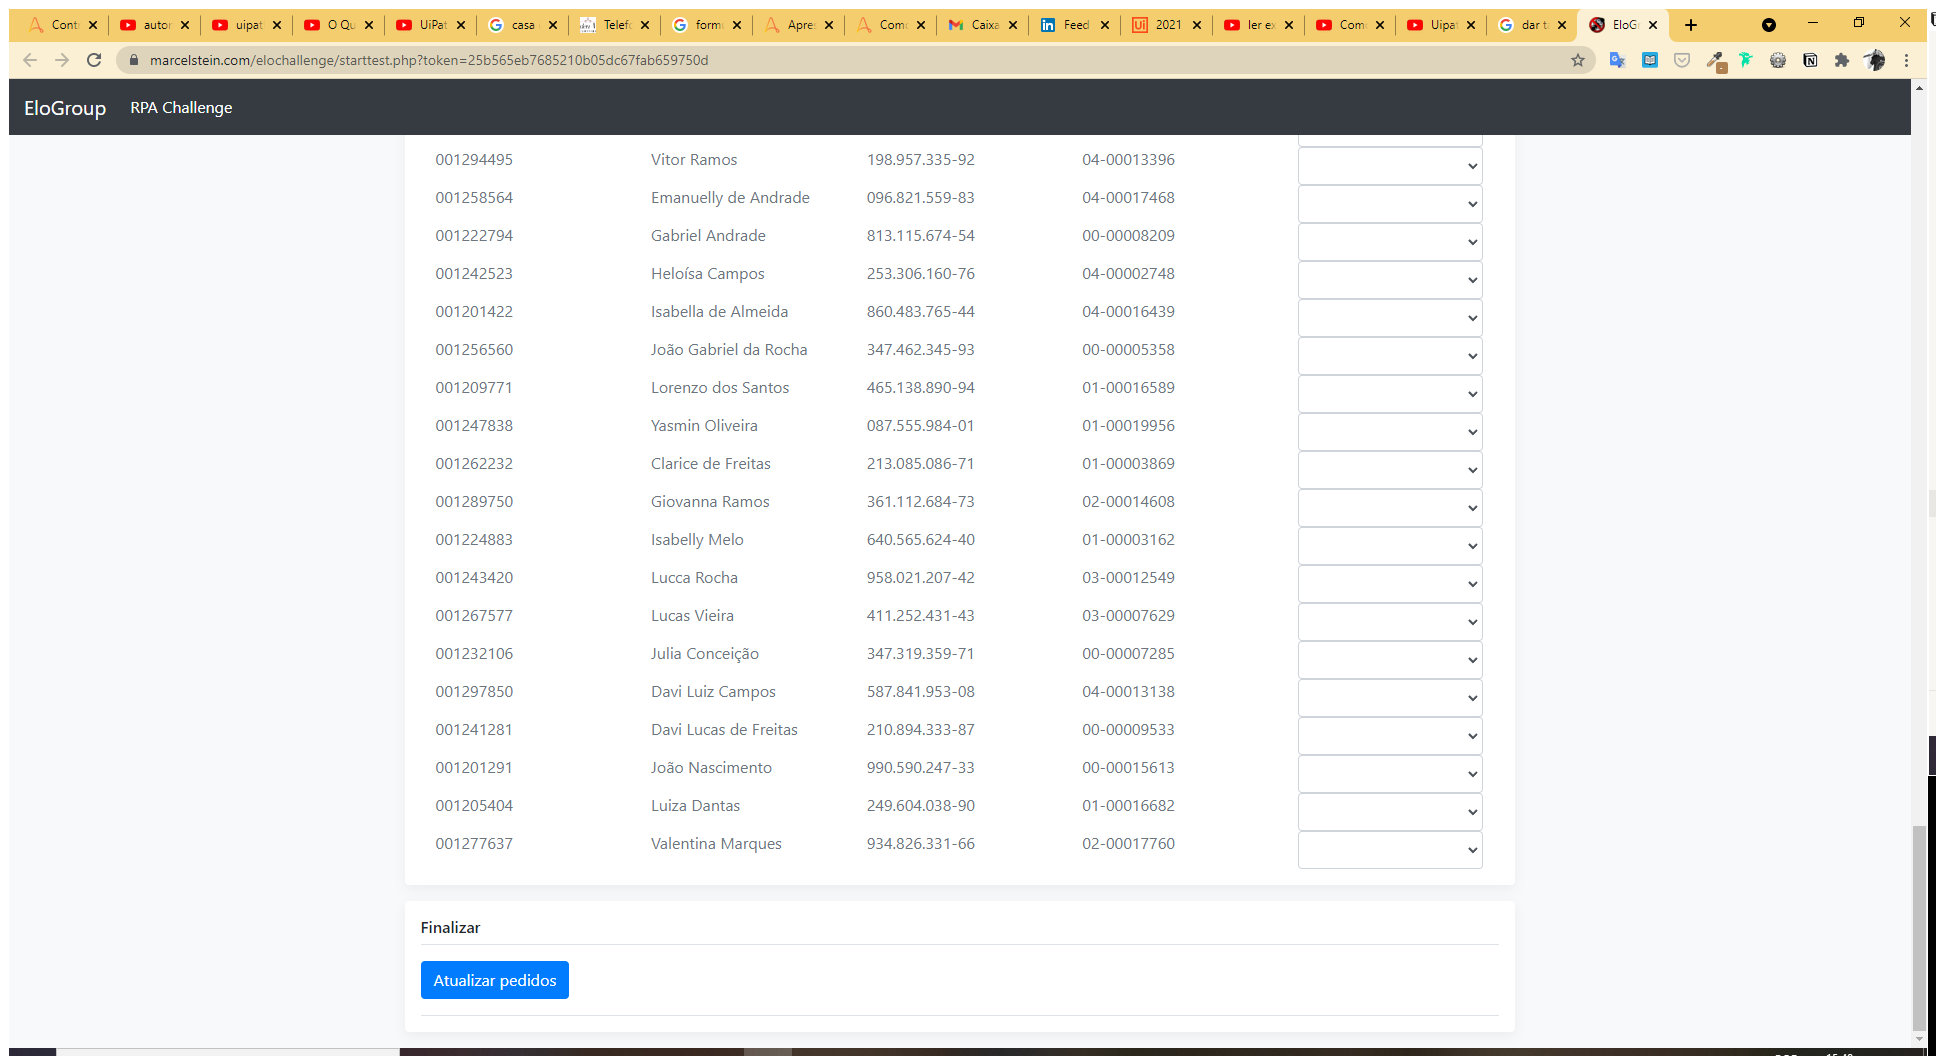 Cont autor uipat O Qu UiPat casa Telef form Apre Como Caixa Feed 2021 ler ex Como Uipat dar t EloG
marcelstein.com/elochallenge/starttest.php?token=25b565eb7685210b05dc67fab659750d
EloGroup RPA Challenge
001294495 Vitor Ramos 198.957.335-92 04-00013396
001258564 Emanuelly de Andrade 096.821.559-83 04-00017468
001222794 Gabriel Andrade 813.115.674-54 00-00008209
001242523 Heloísa Campos 253.306.160-76 04-00002748
001201422 Isabella de Almeida 860.483.765-44 04-00016439
001256560 João Gabriel da Rocha 347.462.345-93 00-00005358
001209771 Lorenzo dos Santos 465.138.890-94 01-00016589
001247838 Yasmin Oliveira 087.555.984-01 01-00019956
001262232 Clarice de Freitas 213.085.086-71 01-00003869
001289750 Giovanna Ramos 361.112.684-73 02-00014608
001224883 Isabelly Melo 640.565.624-40 01-00003162
001243420 Lucca Rocha 958.021.207-42 03-00012549
001267577 Lucas Vieira 411.252.431-43 03-00007629
001232106 Julia Conceição 347.319.359-71 00-00007285
001297850 Davi Luiz Campos 587.841.953-08 04-00013138
001241281 Davi Lucas de Freitas 210.894.333-87 00-00009533
001201291 João Nascimento 990.590.247-33 00-00015613
001205404 Luiza Dantas 249.604.038-90 01-00016682
001277637 Valentina Marques 934.826.331-66 02-00017760
Finalizar
Atualizar pedidos